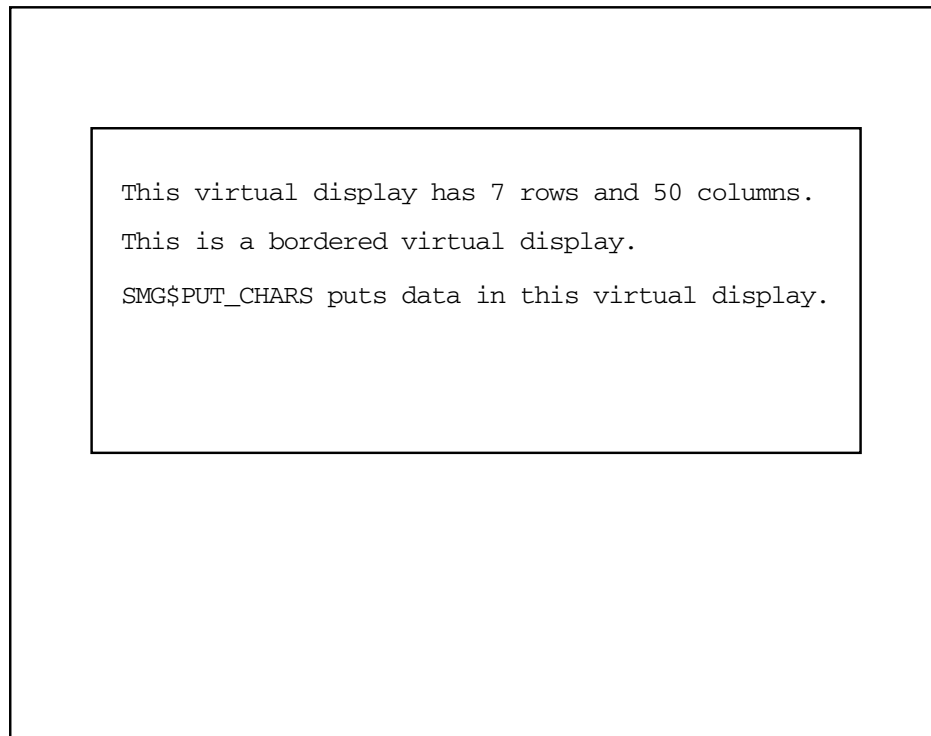 This virtual display has 7 rows and 50 columns.
This is a bordered virtual display.
SMG$PUT_CHARS puts data in this virtual display.